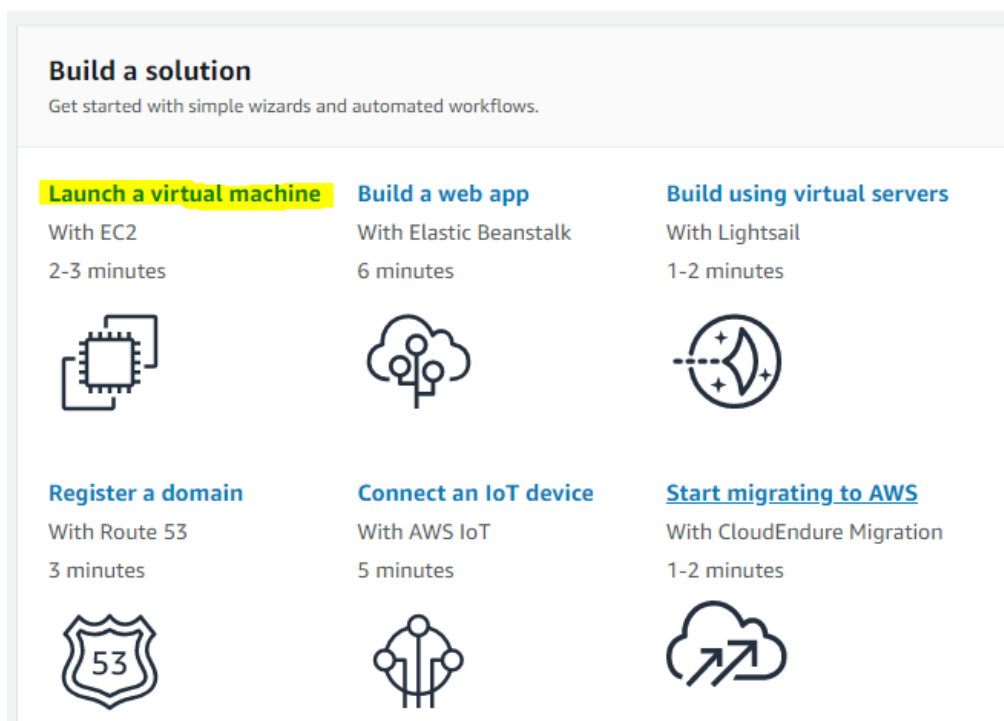 Build a solution
Get started with simple wizards and automated workflows.
Launch a virtual machine
With EC2
2-3 minutes
Build a web app
With Elastic Beanstalk
6 minutes
Build using virtual servers
With Lightsail
1-2 minutes
Register a domain
With Route 53
3 minutes
53
Connect an IoT device
With AWS IoT
5 minutes
Start migrating to AWS
With CloudEndure Migration
1-2 minutes